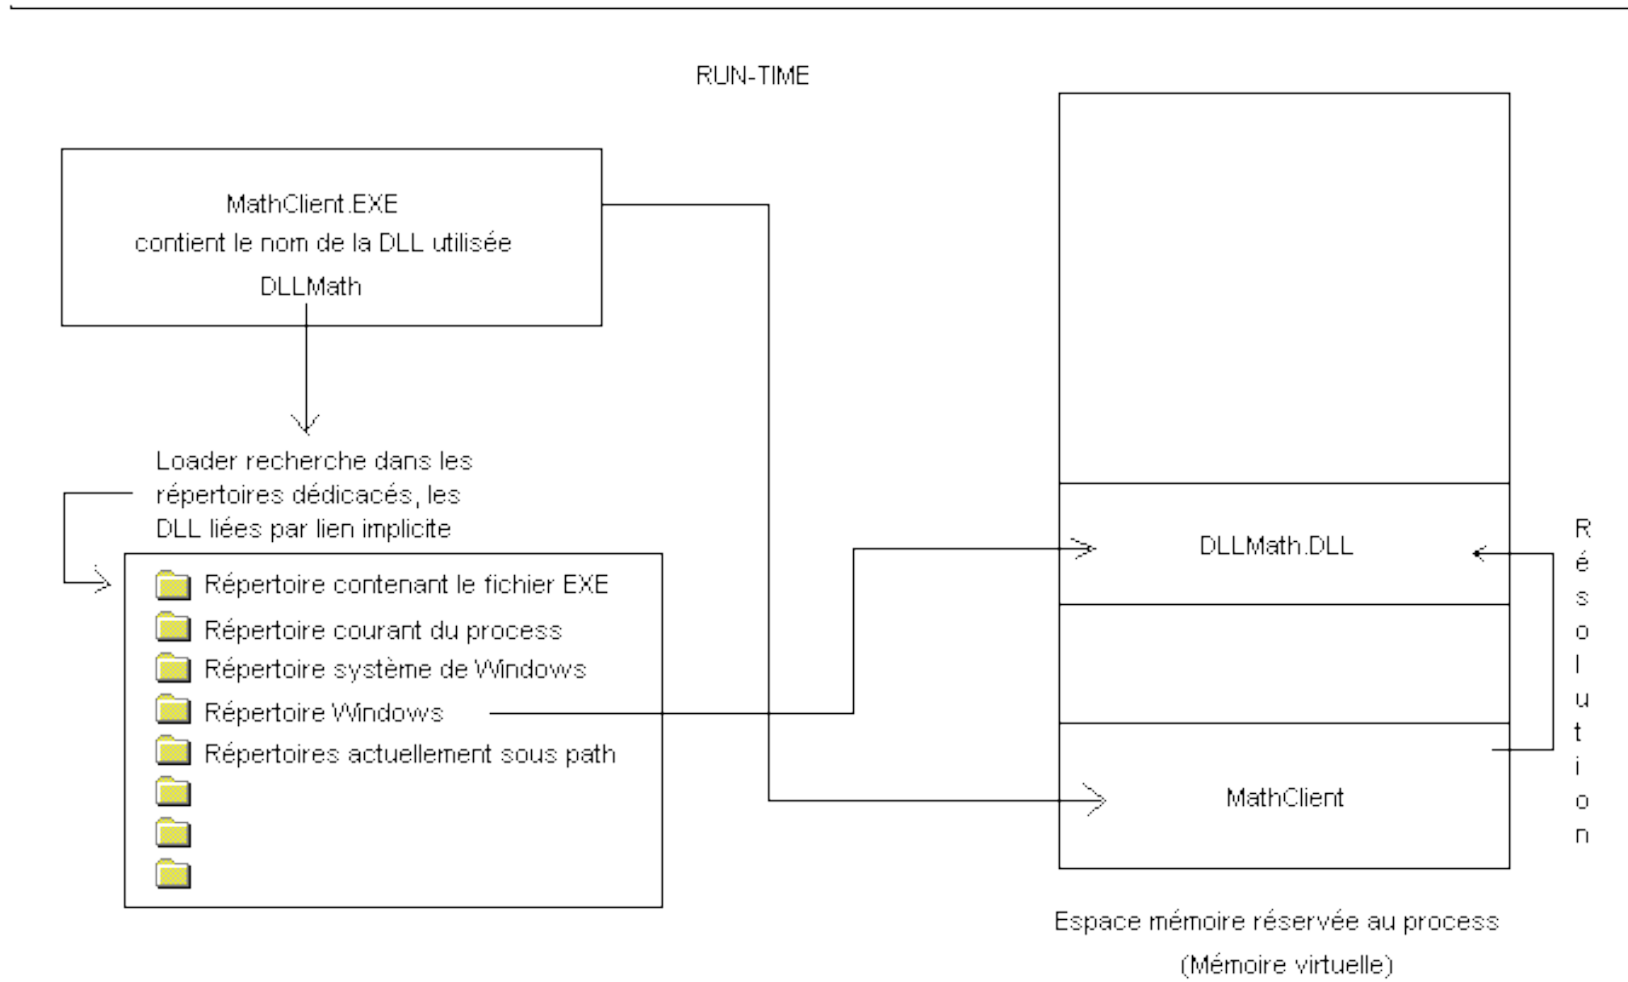 RUN-TIME
MathClient.EXE
contient le nom de la DLL utilisée
DLLMath
Loader recherche dans les
répertoires dédicacés, les
DLL liées par lien implicite
Répertoire contenant le fichier EXE
Répertoire courant du process
Répertoire système de Windows
Répertoire Windows
Répertoires actuellement sous path
DLLMath.DLL
MathClient
Résolution
Espace mémoire réservée au process
(Mémoire virtuelle)